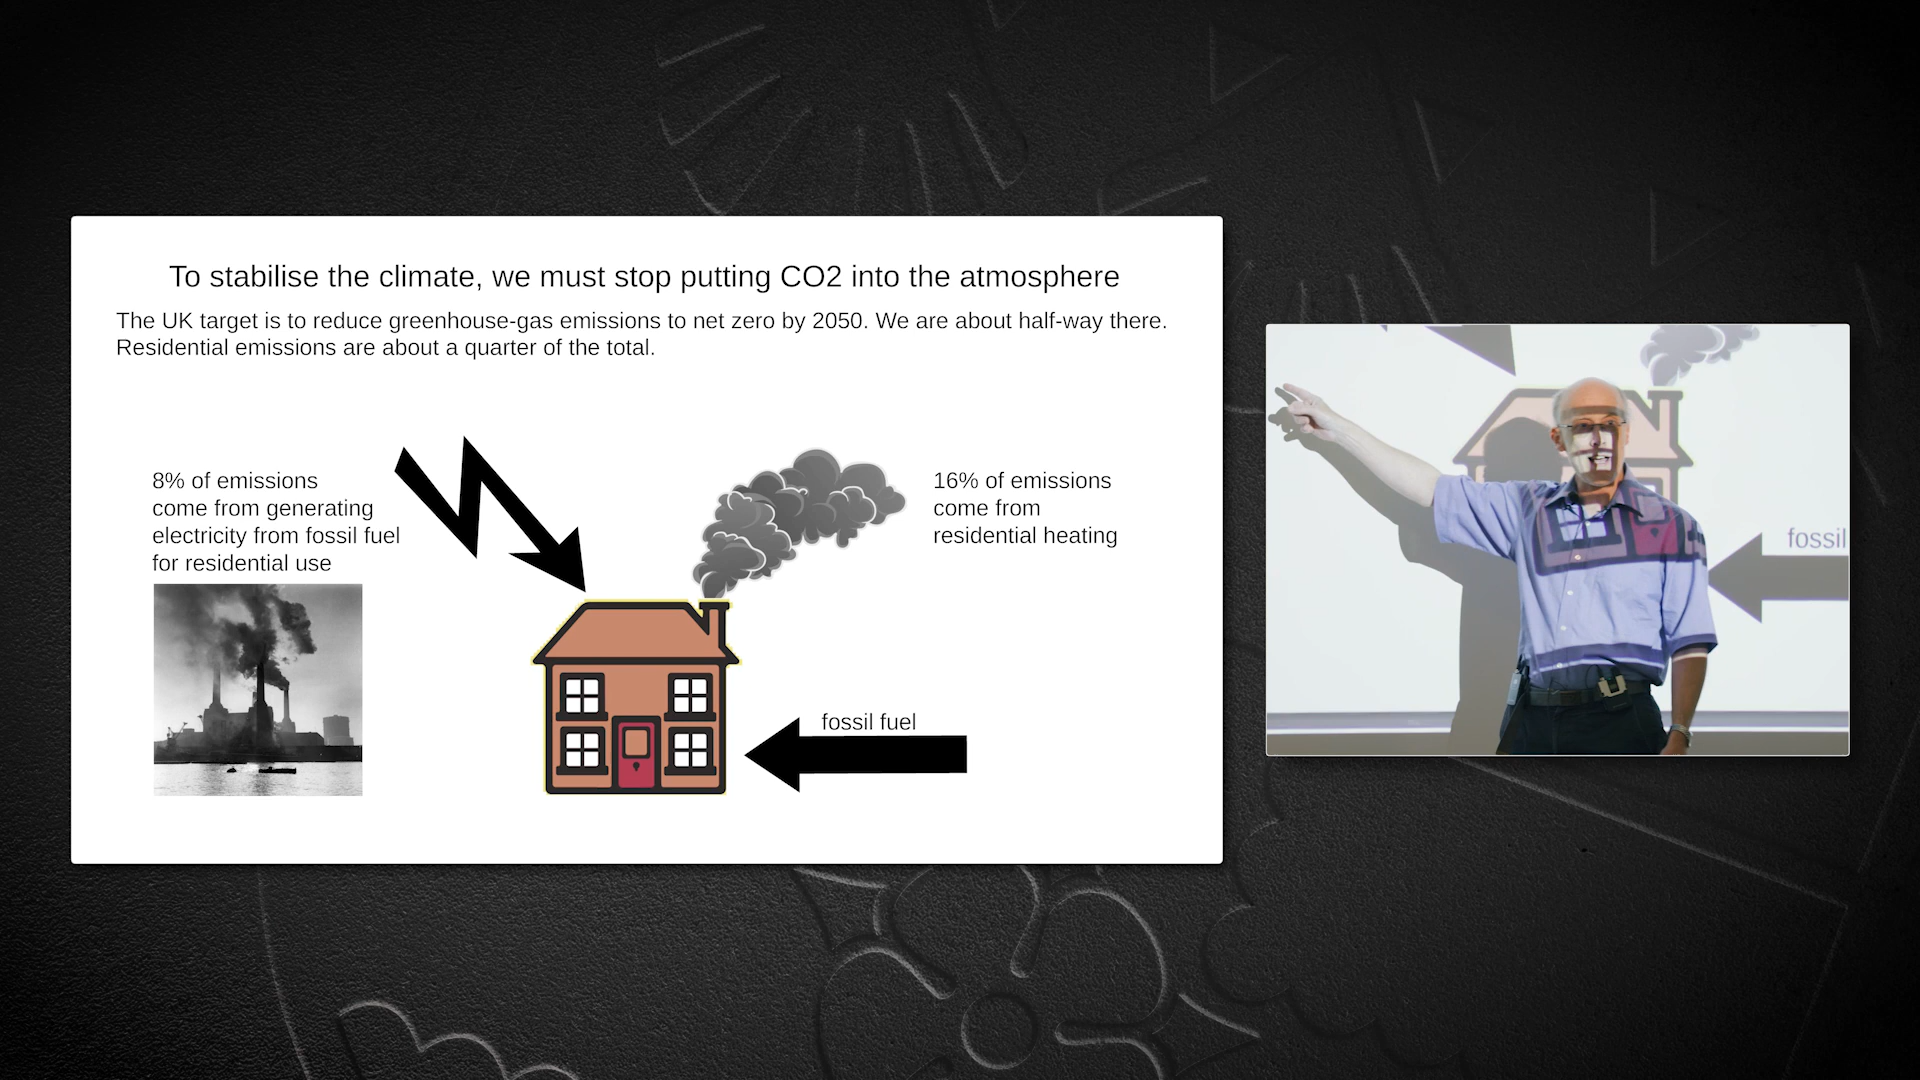 To stabilise the climate, we must stop putting CO2 into the atmosphere
The UK target is to reduce greenhouse-gas emissions to net zero by 2050. We are about half-way there.
Residential emissions are about a quarter of the total.
8% of emissions
come from generating
electricity from fossil fuel
for residential use
16% of emissions
come from
residential heating
fossil fuel
fossil